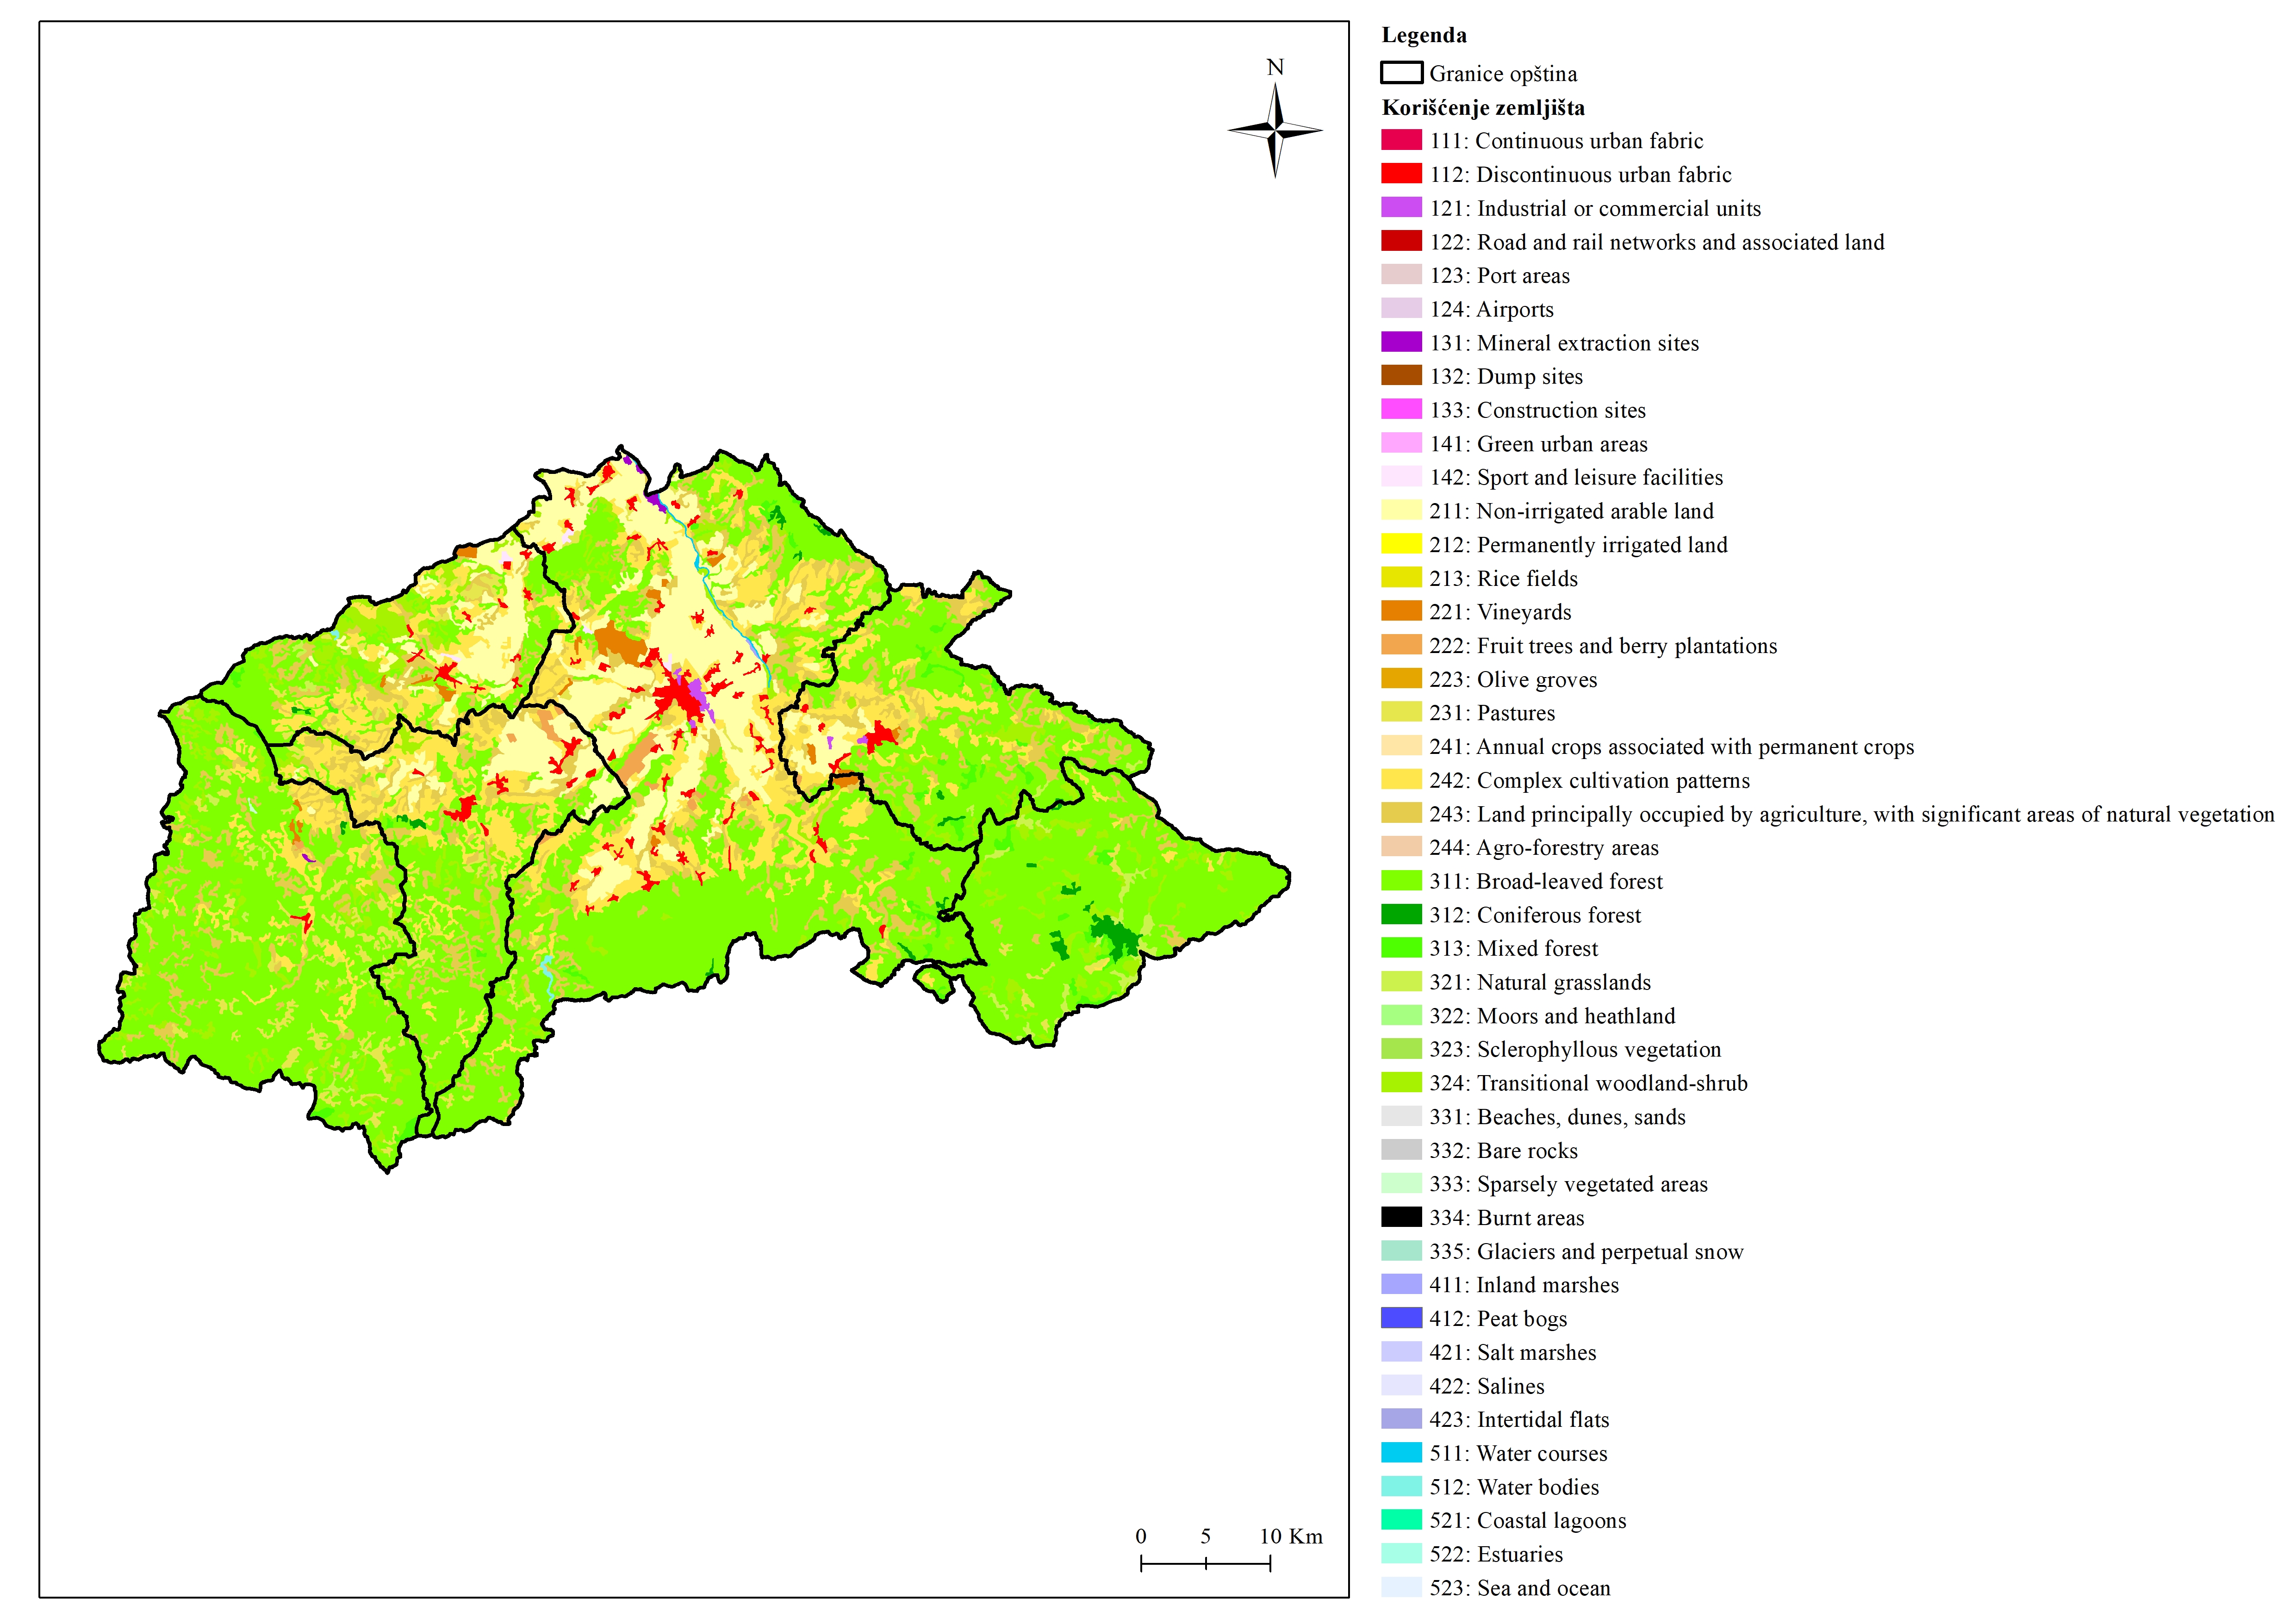 N
0 5 10 Km
Legenda
Granice opština
Korišćenje zemljišta
111: Continuous urban fabric
112: Discontinuous urban fabric
121: Industrial or commercial units
122: Road and rail networks and associated land
123: Port areas
124: Airports
131: Mineral extraction sites
132: Dump sites
133: Construction sites
141: Green urban areas
142: Sport and leisure facilities
211: Non-irrigated arable land
212: Permanently irrigated land
213: Rice fields
221: Vineyards
222: Fruit trees and berry plantations
223: Olive groves
231: Pastures
241: Annual crops associated with permanent crops
242: Complex cultivation patterns
243: Land principally occupied by agriculture, with significant areas of natural vegetation
244: Agro-forestry areas
311: Broad-leaved forest
312: Coniferous forest
313: Mixed forest
321: Natural grasslands
322: Moors and heathland
323: Sclerophyllous vegetation
324: Transitional woodland-shrub
331: Beaches, dunes, sands
332: Bare rocks
333: Sparsely vegetated areas
334: Burnt areas
335: Glaciers and perpetual snow
411: Inland marshes
412: Peat bogs
421: Salt marshes
422: Salines
423: Intertidal flats
511: Water courses
512: Water bodies
521: Coastal lagoons
522: Estuaries
523: Sea and ocean